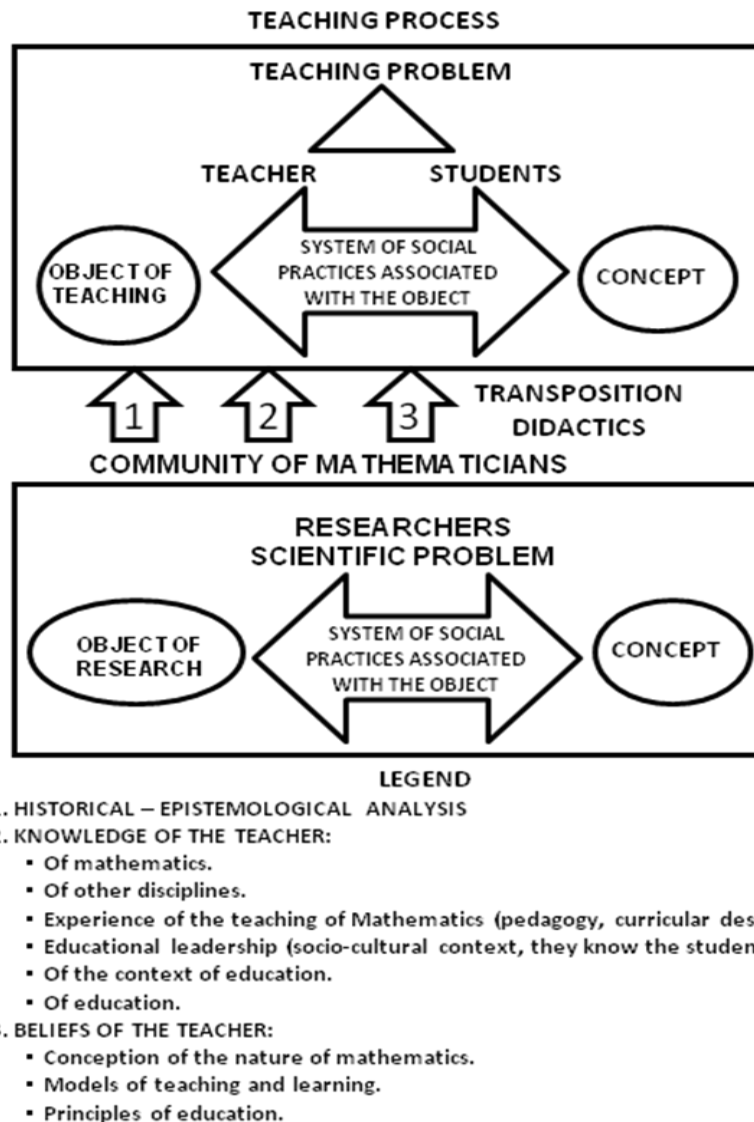 TEACHING PROCESS
TEACHING PROBLEM
TEACHER STUDENTS
OBJECT OF
TEACHING
SYSTEM OF SOCIAL
PRACTICES ASSOCIATED
WITH THE OBJECT
CONCEPT
1 2 3
TRANSPOSITION
DIDACTICS
COMMUNITY OF MATHEMATICIANS
RESEARCHERS
SCIENTIFIC PROBLEM
OBJECT OF
RESEARCH
SYSTEM OF SOCIAL
PRACTICES ASSOCIATED
WITH THE OBJECT
CONCEPT
LEGEND
. HISTORICAL – EPISTEMOLOGICAL ANALYSIS
. KNOWLEDGE OF THE TEACHER:
▪ Of mathematics.
▪ Of other disciplines.
▪ Experience of the teaching of Mathematics (pedagogy, curricular des
▪ Educational leadership (socio-cultural context, they know the studen
▪ Of the context of education.
▪ Of education.
. BELIEFS OF THE TEACHER:
▪ Conception of the nature of mathematics.
▪ Models of teaching and learning.
▪ Principles of education.